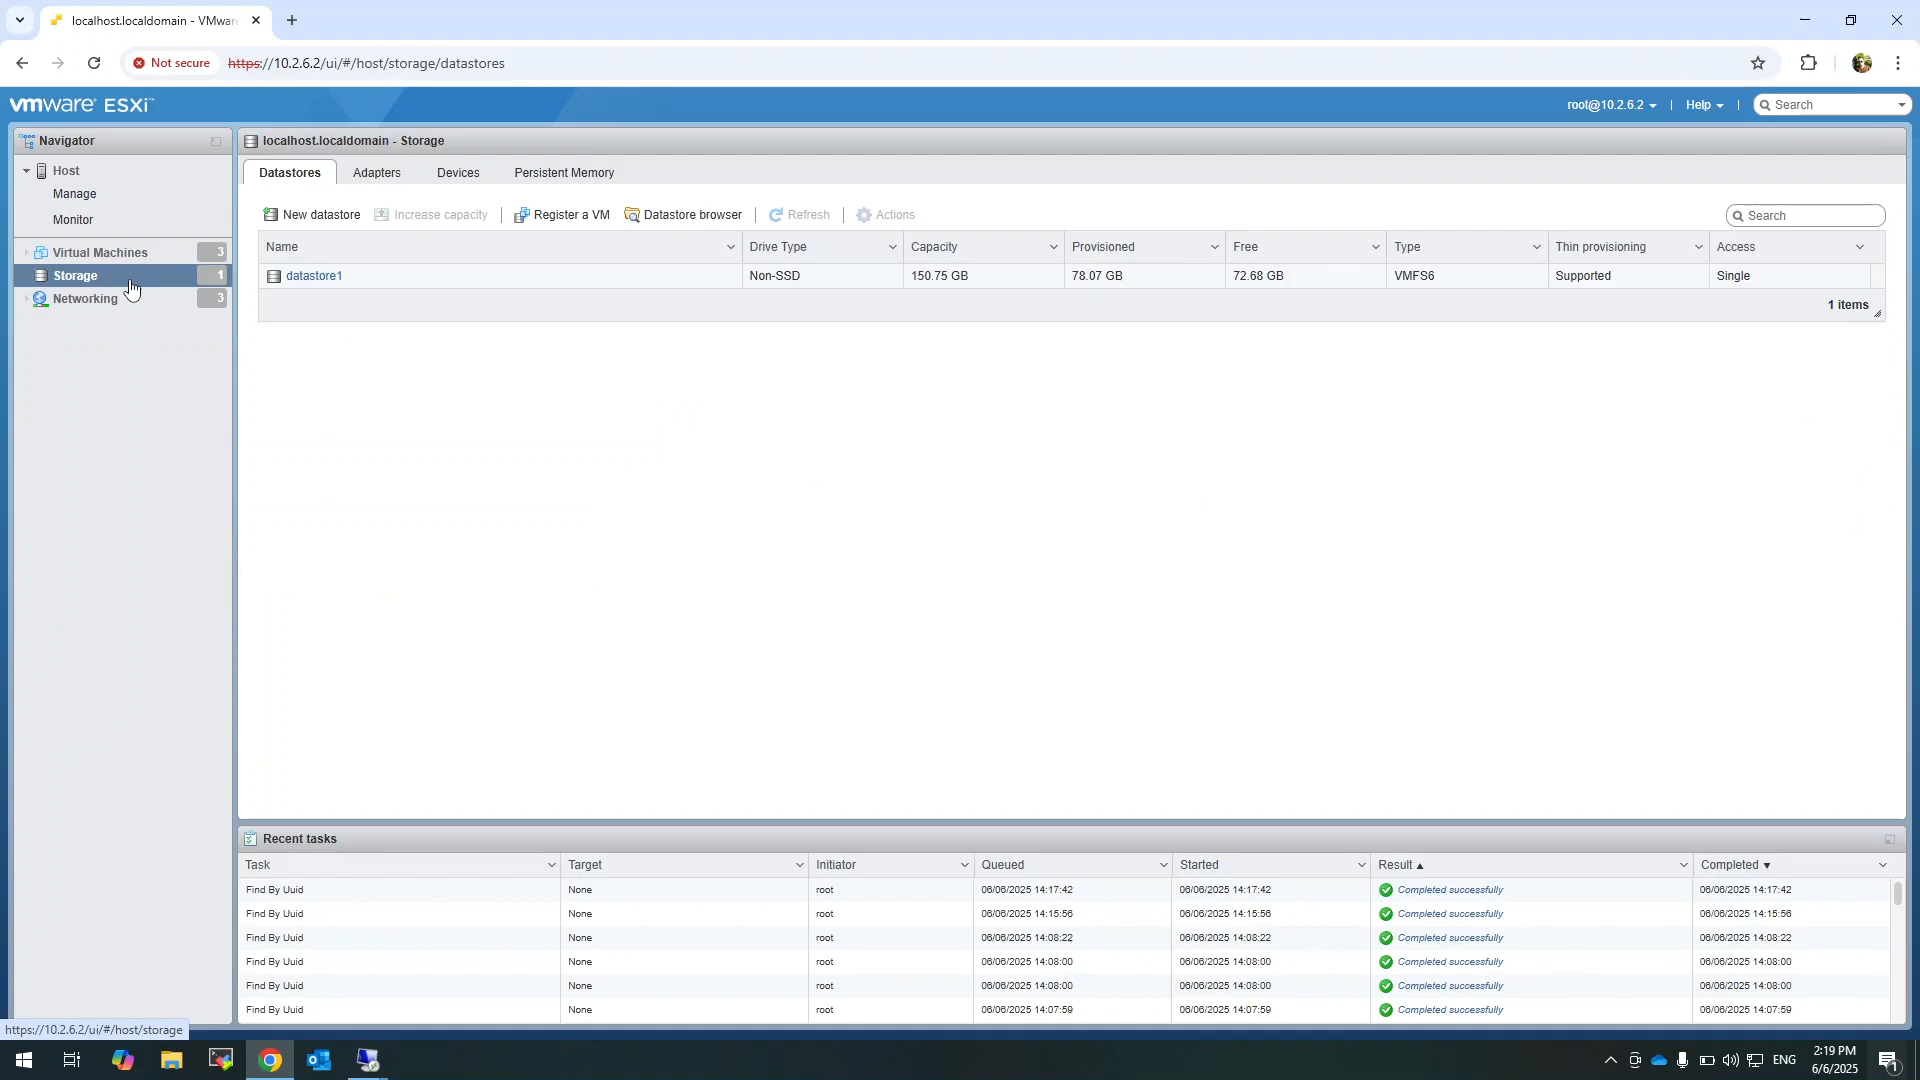 localhost.localdomain - VMware
Not secure
https://10.2.6.2/ui/#/host/storage/datastores
vmware ESXi™
root@10.2.6.2
Help
Search
Navigator
Host
Manage
Monitor
Virtual Machines 3
Storage 1
Networking 3
localhost.localdomain - Storage
Datastores Adapters Devices Persistent Memory
New datastore Increase capacity Register a VM Datastore browser Refresh Actions Search
Name Drive Type Capacity Provisioned Free Type Thin provisioning Access
datastore1 Non-SSD 150.75 GB 78.07 GB 72.68 GB VMFS6 Supported Single
1 items
Recent tasks
Task Target Initiator Queued Started Result ▲ Completed ▼
Find By Uuid None root 06/06/2025 14:17:42 06/06/2025 14:17:42 Completed successfully 06/06/2025 14:17:42
Find By Uuid None root 06/06/2025 14:15:56 06/06/2025 14:15:56 Completed successfully 06/06/2025 14:15:56
Find By Uuid None root 06/06/2025 14:08:22 06/06/2025 14:08:22 Completed successfully 06/06/2025 14:08:22
Find By Uuid None root 06/06/2025 14:08:00 06/06/2025 14:08:00 Completed successfully 06/06/2025 14:08:00
Find By Uuid None root 06/06/2025 14:08:00 06/06/2025 14:08:00 Completed successfully 06/06/2025 14:08:00
Find By Uuid None root 06/06/2025 14:07:59 06/06/2025 14:07:59 Completed successfully 06/06/2025 14:07:59
https://10.2.6.2/ui/#/host/storage
ENG
2:19 PM
6/6/2025
1